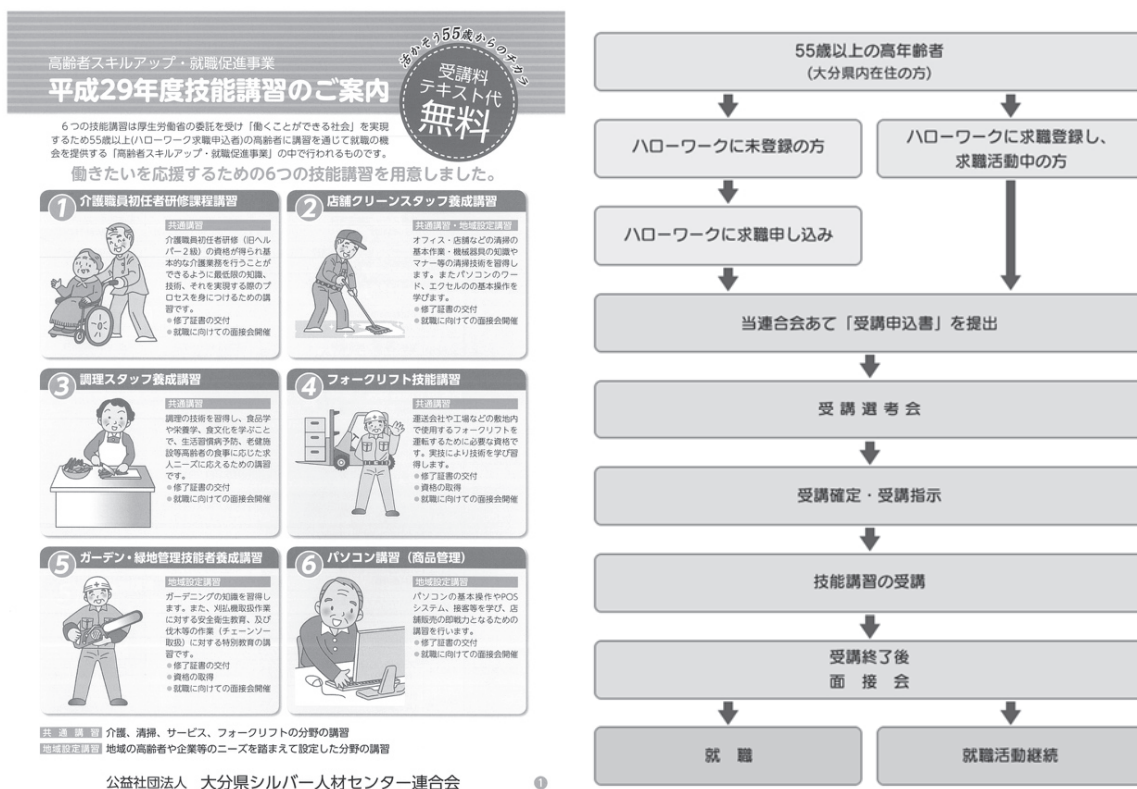 活かそう55歳からのチカラ
高齢者スキルアップ・就職促進事業
平成29年度技能講習のご案内
受講料
テキスト代
無料
6つの技能講習は厚生労働省の委託を受け「働くことができる社会」を実現
するため55歳以上(ハローワーク求職申込者)の高齢者に講習を通じて就職の機
会を提供する「高齢者スキルアップ・就職促進事業」の中で行われるものです。
働きたいを応援するための6つの技能講習を用意しました。
1 介護職員初任者研修課程講習
共通講習
介護職員初任者研修(旧ヘル
パー2級)の資格が得られ基
本的な介護業務を行うことが
できるように最低限の知識、
技術、それを実現する際のプ
ロセスを身につけるための講
習です。
●修了証書の交付
●就職に向けての面接会開催
2 店舗クリーンスタッフ養成講習
共通講習・地域設定講習
オフィス・店舗などの清掃の
基本作業・機械器具の知識や
マナー等の清掃技術を習得し
ます。またパソコンのワー
ド、エクセルのの基本操作を
学びます。
●修了証書の交付
●就職に向けての面接会開催
3 調理スタッフ養成講習
共通講習
調理の技術を習得し、食品学
や栄養学、食文化を学ぶこと
で、生活習慣病予防、老健施
設等高齢者の食事に応じた求
人ニーズに応えるための講習
です。
●修了証書の交付
●就職に向けての面接会開催
4 フォークリフト技能講習
共通講習
運送会社や工場などの敷地内
で使用するフォークリフトを
運転するために必要な資格で
す。実技により技術を学び習
得します。
●修了証書の交付
●資格の取得
●就職に向けての面接会開催
5 ガーデン・緑地管理技能者養成講習
地域設定講習
ガーデニングの知識を習得し
ます。また、刈払機取扱作業
に対する安全衛生教育、及び
伐木等の作業(チェーンソー
取扱)に対する特別教育の講
習です。
●修了証書の交付
●資格の取得
●就職に向けての面接会開催
6 パソコン講習(商品管理)
地域設定講習
パソコンの基本操作やPOS
システム、接客等を学び、店
舗販売の即戦力となるための
講習を行います。
●修了証書の交付
●就職に向けての面接会開催
共通講習 介護、清掃、サービス、フォークリフトの分野の講習
地域設定講習 地域の高齢者や企業等のニーズを踏まえて設定した分野の講習
公益社団法人 大分県シルバー人材センター連合会
1
55歳以上の高年齢者
(大分県内在住の方)
ハローワークに未登録の方
ハローワークに求職登録し、
求職活動中の方
ハローワークに求職申し込み
当連合会あて「受講申込書」を提出
受講選考会
受講確定・受講指示
技能講習の受講
受講終了後
面接会
就職
就職活動継続